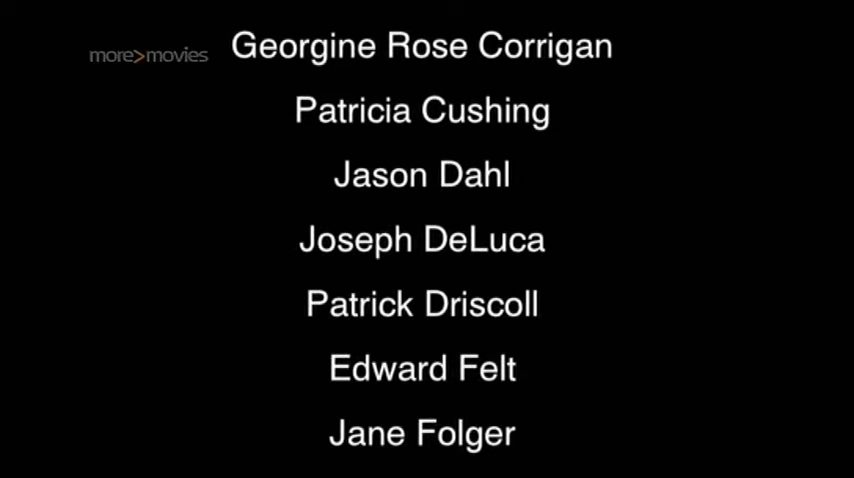 more>movies
Georgine Rose Corrigan
Patricia Cushing
Jason Dahl
Joseph DeLuca
Patrick Driscoll
Edward Felt
Jane Folger